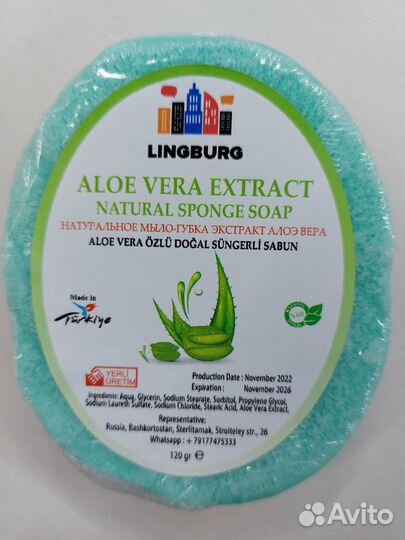 LINGBURG
ALOE VERA EXTRACT
NATURAL SPONGE SOAP
НАТУРАЛЬНОЕ МЫЛО-ГУБКА ЭКСТРАКТ АЛОЭ ВЕРА
ALOE VERA ÖZLÜ DOĞAL SÜNGERLİ SABUN
Made in
Türkiye
%100
YERLİ
ÜRETİM
Production Date : November 2022
Expiration : November 2026
Ingredients: Aqua, Glycerin, Sodium Stearate, Sorbitol, Propylene Glycol,
Sodium Laureth Sulfate, Sodium Chloride, Stearic Acid, Aloe Vera Extract.
Representative:
Russia, Bashkortostan, Sterlitamak, Stroiteley str., 26
Whatsapp : +79177475333
120 gr ℮
Avito